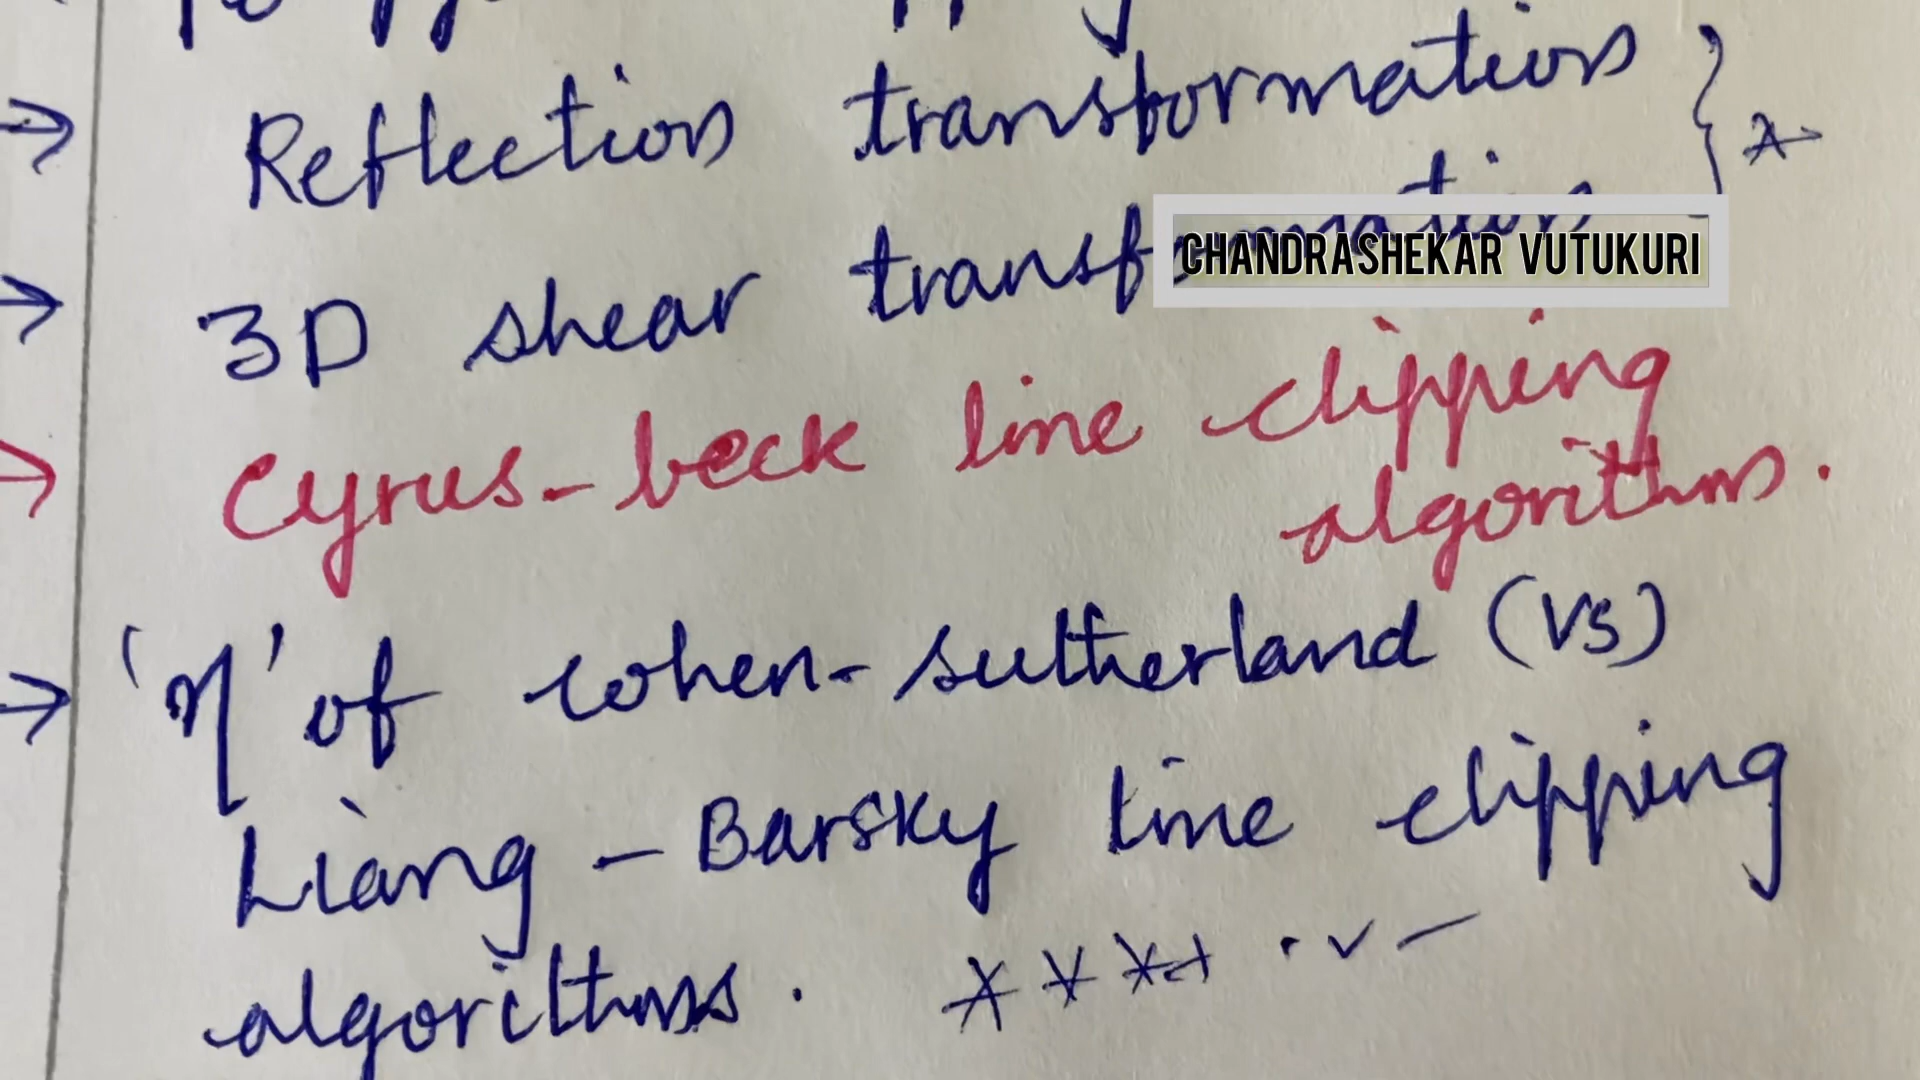 → Reflection transformation } *
→ 3D shear transformation
CHANDRASHEKAR VUTUKURI
→ Cyrus-beck line clipping
algorithm.
→ 'η' of cohen-sutherland (VS)
Liang-Barsky line clipping
algorithms. ****